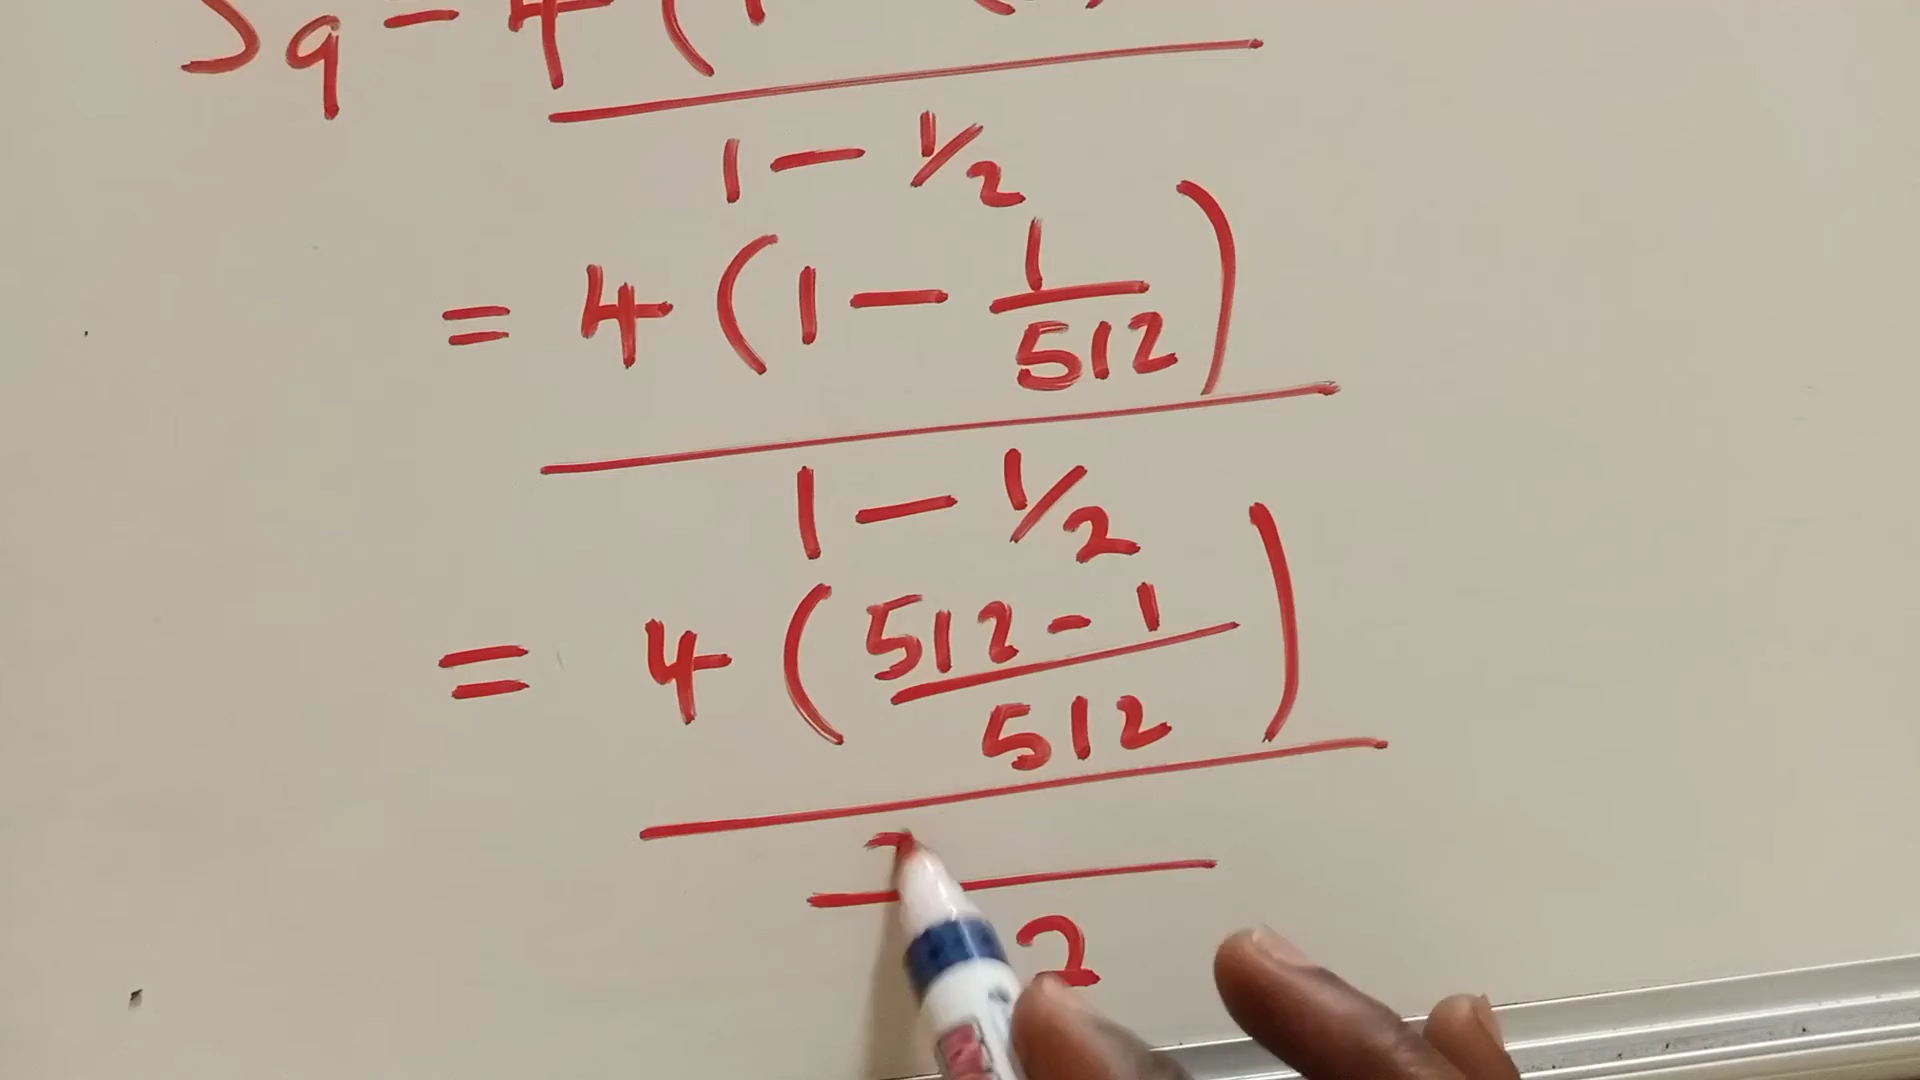 S9 = 4(1 -
1 - 1/2
= 4 (1 - 1/512)
1 - 1/2
= 4 (512 - 1/512)
2